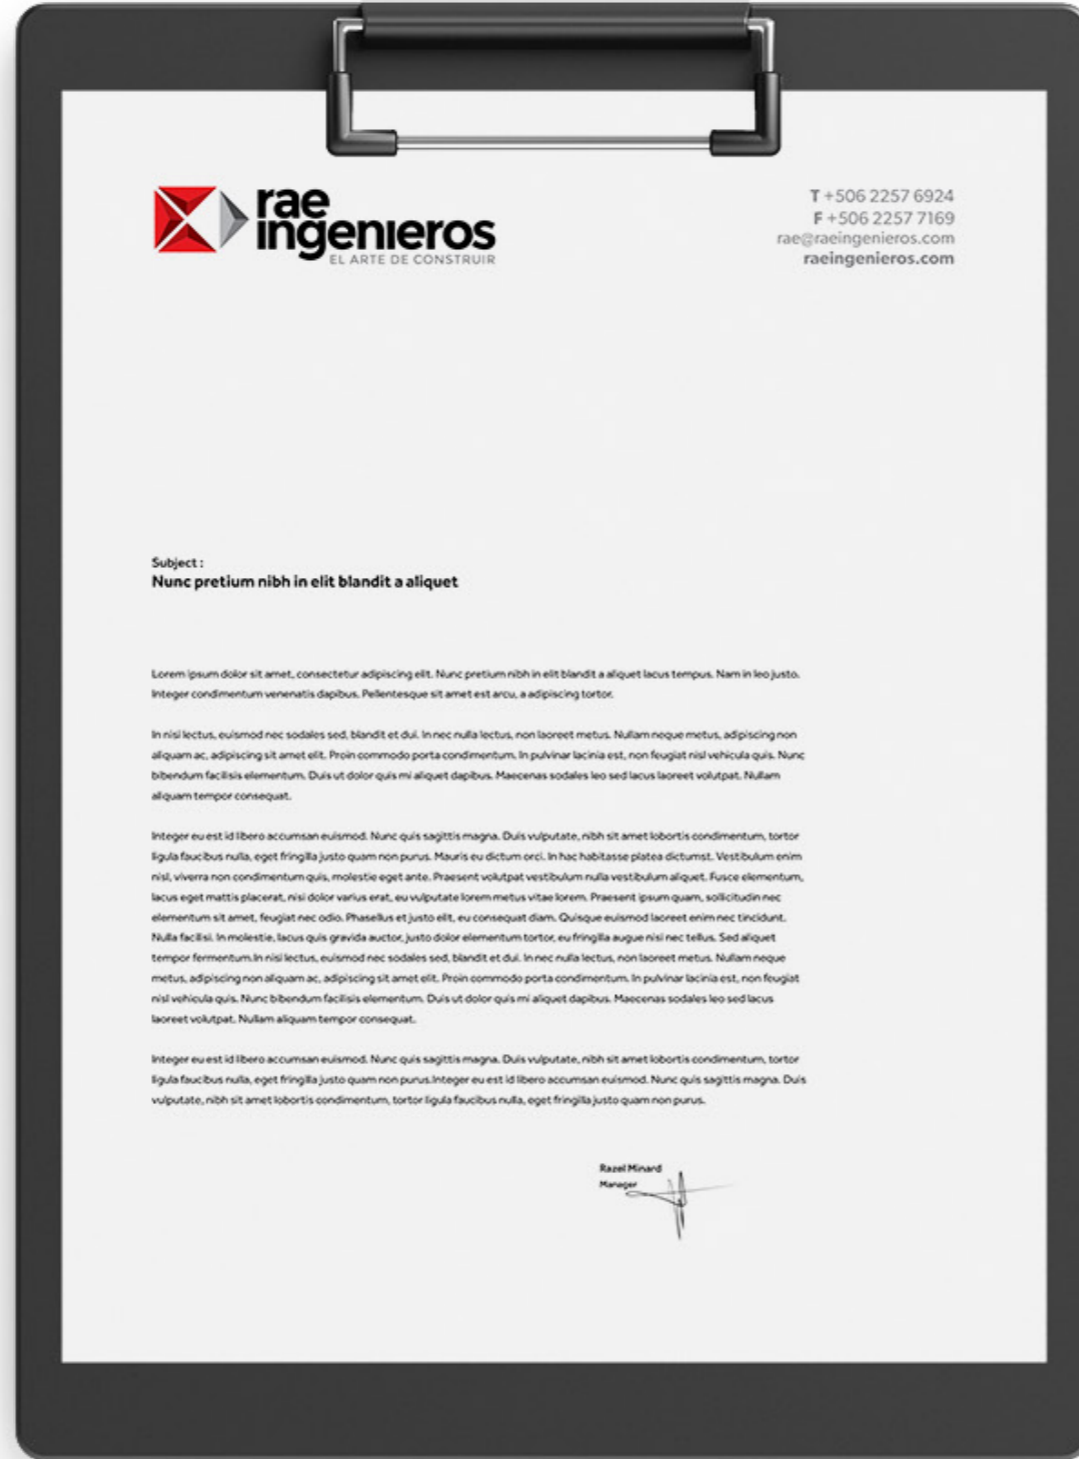 rae
ingenieros
EL ARTE DE CONSTRUIR
T +506 2257 6924
F +506 2257 7169
rae@raeingenieros.com
raeingenieros.com
Subject :
Nunc pretium nibh in elit blandit a aliquet
Lorem ipsum dolor sit amet, consectetur adipiscing elit. Nunc pretium nibh in elit blandit a aliquet lacus tempus. Nam in leo justo.
Integer condimentum venenatis dapibus. Pellentesque sit amet est arcu, a adipiscing tortor.
In nisi lectus, euismod nec sodales sed, blandit et dui. In nec nulla lectus, non laoreet metus. Nullam neque metus, adipiscing non
aliquam ac, adipiscing sit amet elit. Proin commodo porta condimentum. In pulvinar lacinia est, non feugiat nisl vehicula quis. Nunc
bibendum facilisis elementum. Duis ut dolor quis mi aliquet dapibus. Maecenas sodales leo sed lacus laoreet volutpat. Nullam
aliquam tempor consequat.
Integer eu est id libero accumsan euismod. Nunc quis sagittis magna. Duis vulputate, nibh sit amet lobortis condimentum, tortor
ligula faucibus nulla, eget fringilla justo quam non purus. Mauris eu dictum orci. In hac habitasse platea dictumst. Vestibulum enim
nisl, viverra non condimentum quis, molestie eget ante. Praesent volutpat vestibulum nulla vestibulum aliquet. Fusce elementum,
lacus eget mattis placerat, nisi dolor varius erat, eu vulputate lorem metus vitae lorem. Praesent ipsum quam, sollicitudin nec
elementum sit amet, feugiat nec odio. Phasellus et justo elit, eu consequat diam. Quisque euismod laoreet enim nec tincidunt.
Nulla facilisi. In molestie, lacus quis gravida auctor, justo dolor elementum tortor, eu fringilla augue nisi nec tellus. Sed aliquet
tempor fermentum.In nisi lectus, euismod nec sodales sed, blandit et dui. In nec nulla lectus, non laoreet metus. Nullam neque
metus, adipiscing non aliquam ac, adipiscing sit amet elit. Proin commodo porta condimentum. In pulvinar lacinia est, non feugiat
nisl vehicula quis. Nunc bibendum facilisis elementum. Duis ut dolor quis mi aliquet dapibus. Maecenas sodales leo sed lacus
laoreet volutpat. Nullam aliquam tempor consequat.
Integer eu est id libero accumsan euismod. Nunc quis sagittis magna. Duis vulputate, nibh sit amet lobortis condimentum, tortor
ligula faucibus nulla, eget fringilla justo quam non purus.Integer eu est id libero accumsan euismod. Nunc quis sagittis magna. Duis
vulputate, nibh sit amet lobortis condimentum, tortor ligula faucibus nulla, eget fringilla justo quam non purus.
Razel Minard
Manager